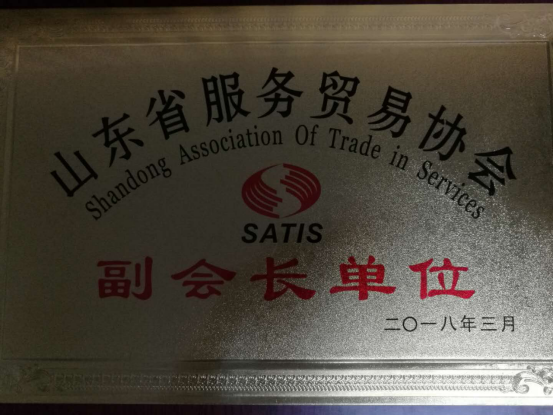 山东省服务贸易协会
Shandong Association Of Trade in Services
SATIS
副会长单位
二〇一八年三月